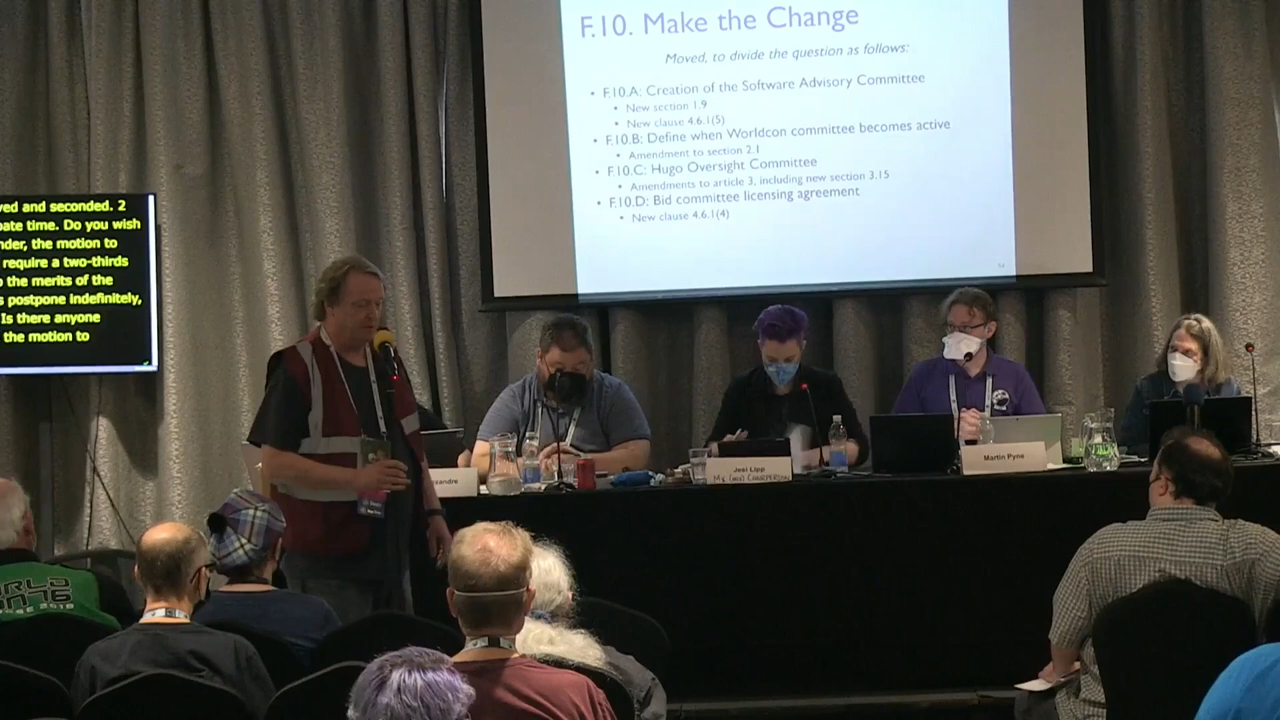 F.10. Make the Change
Moved, to divide the question as follows:
• F.10.A: Creation of the Software Advisory Committee
• New section 1.9
• New clause 4.6.1(5)
• F.10.B: Define when Worldcon committee becomes active
• Amendment to section 2.1
• F.10.C: Hugo Oversight Committee
• Amendments to article 3, including new section 3.15
• F.10.D: Bid committee licensing agreement
• New clause 4.6.1(4)
ved and seconded. 2
bate time. Do you wish
nder, the motion to
require a two-thirds
o the merits of the
s postpone indefinitely,
Is there anyone
the motion to
xandre
Jesi Lipp
CHAIRPERSON
Martin Pyne